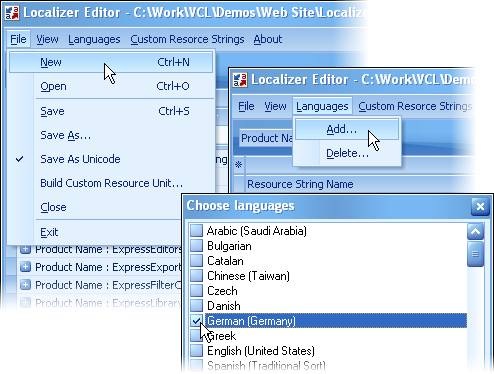 Localizer Editor - C:\Work\VCL\Demos\Web Site\Localiz
File View Languages Custom Resorce Strings About
New Ctrl+N
Open Ctrl+O
Save Ctrl+S
Save As...
Save As Unicode
Build Custom Resource Unit...
Close
Exit
Product Name : ExpressEditors
Product Name : ExpressExport
Product Name : ExpressFilterC
Product Name : ExpressLibrary
Localizer Editor - C:\Work\VCL\Demo
File View Languages Custom Resorce Strings
Add...
Delete...
Product Na
Resource String Name
Choose languages
Arabic (Saudi Arabia)
Bulgarian
Catalan
Chinese (Taiwan)
Czech
Danish
German (Germany)
Greek
English (United States)
Spanish (Traditional Sort)